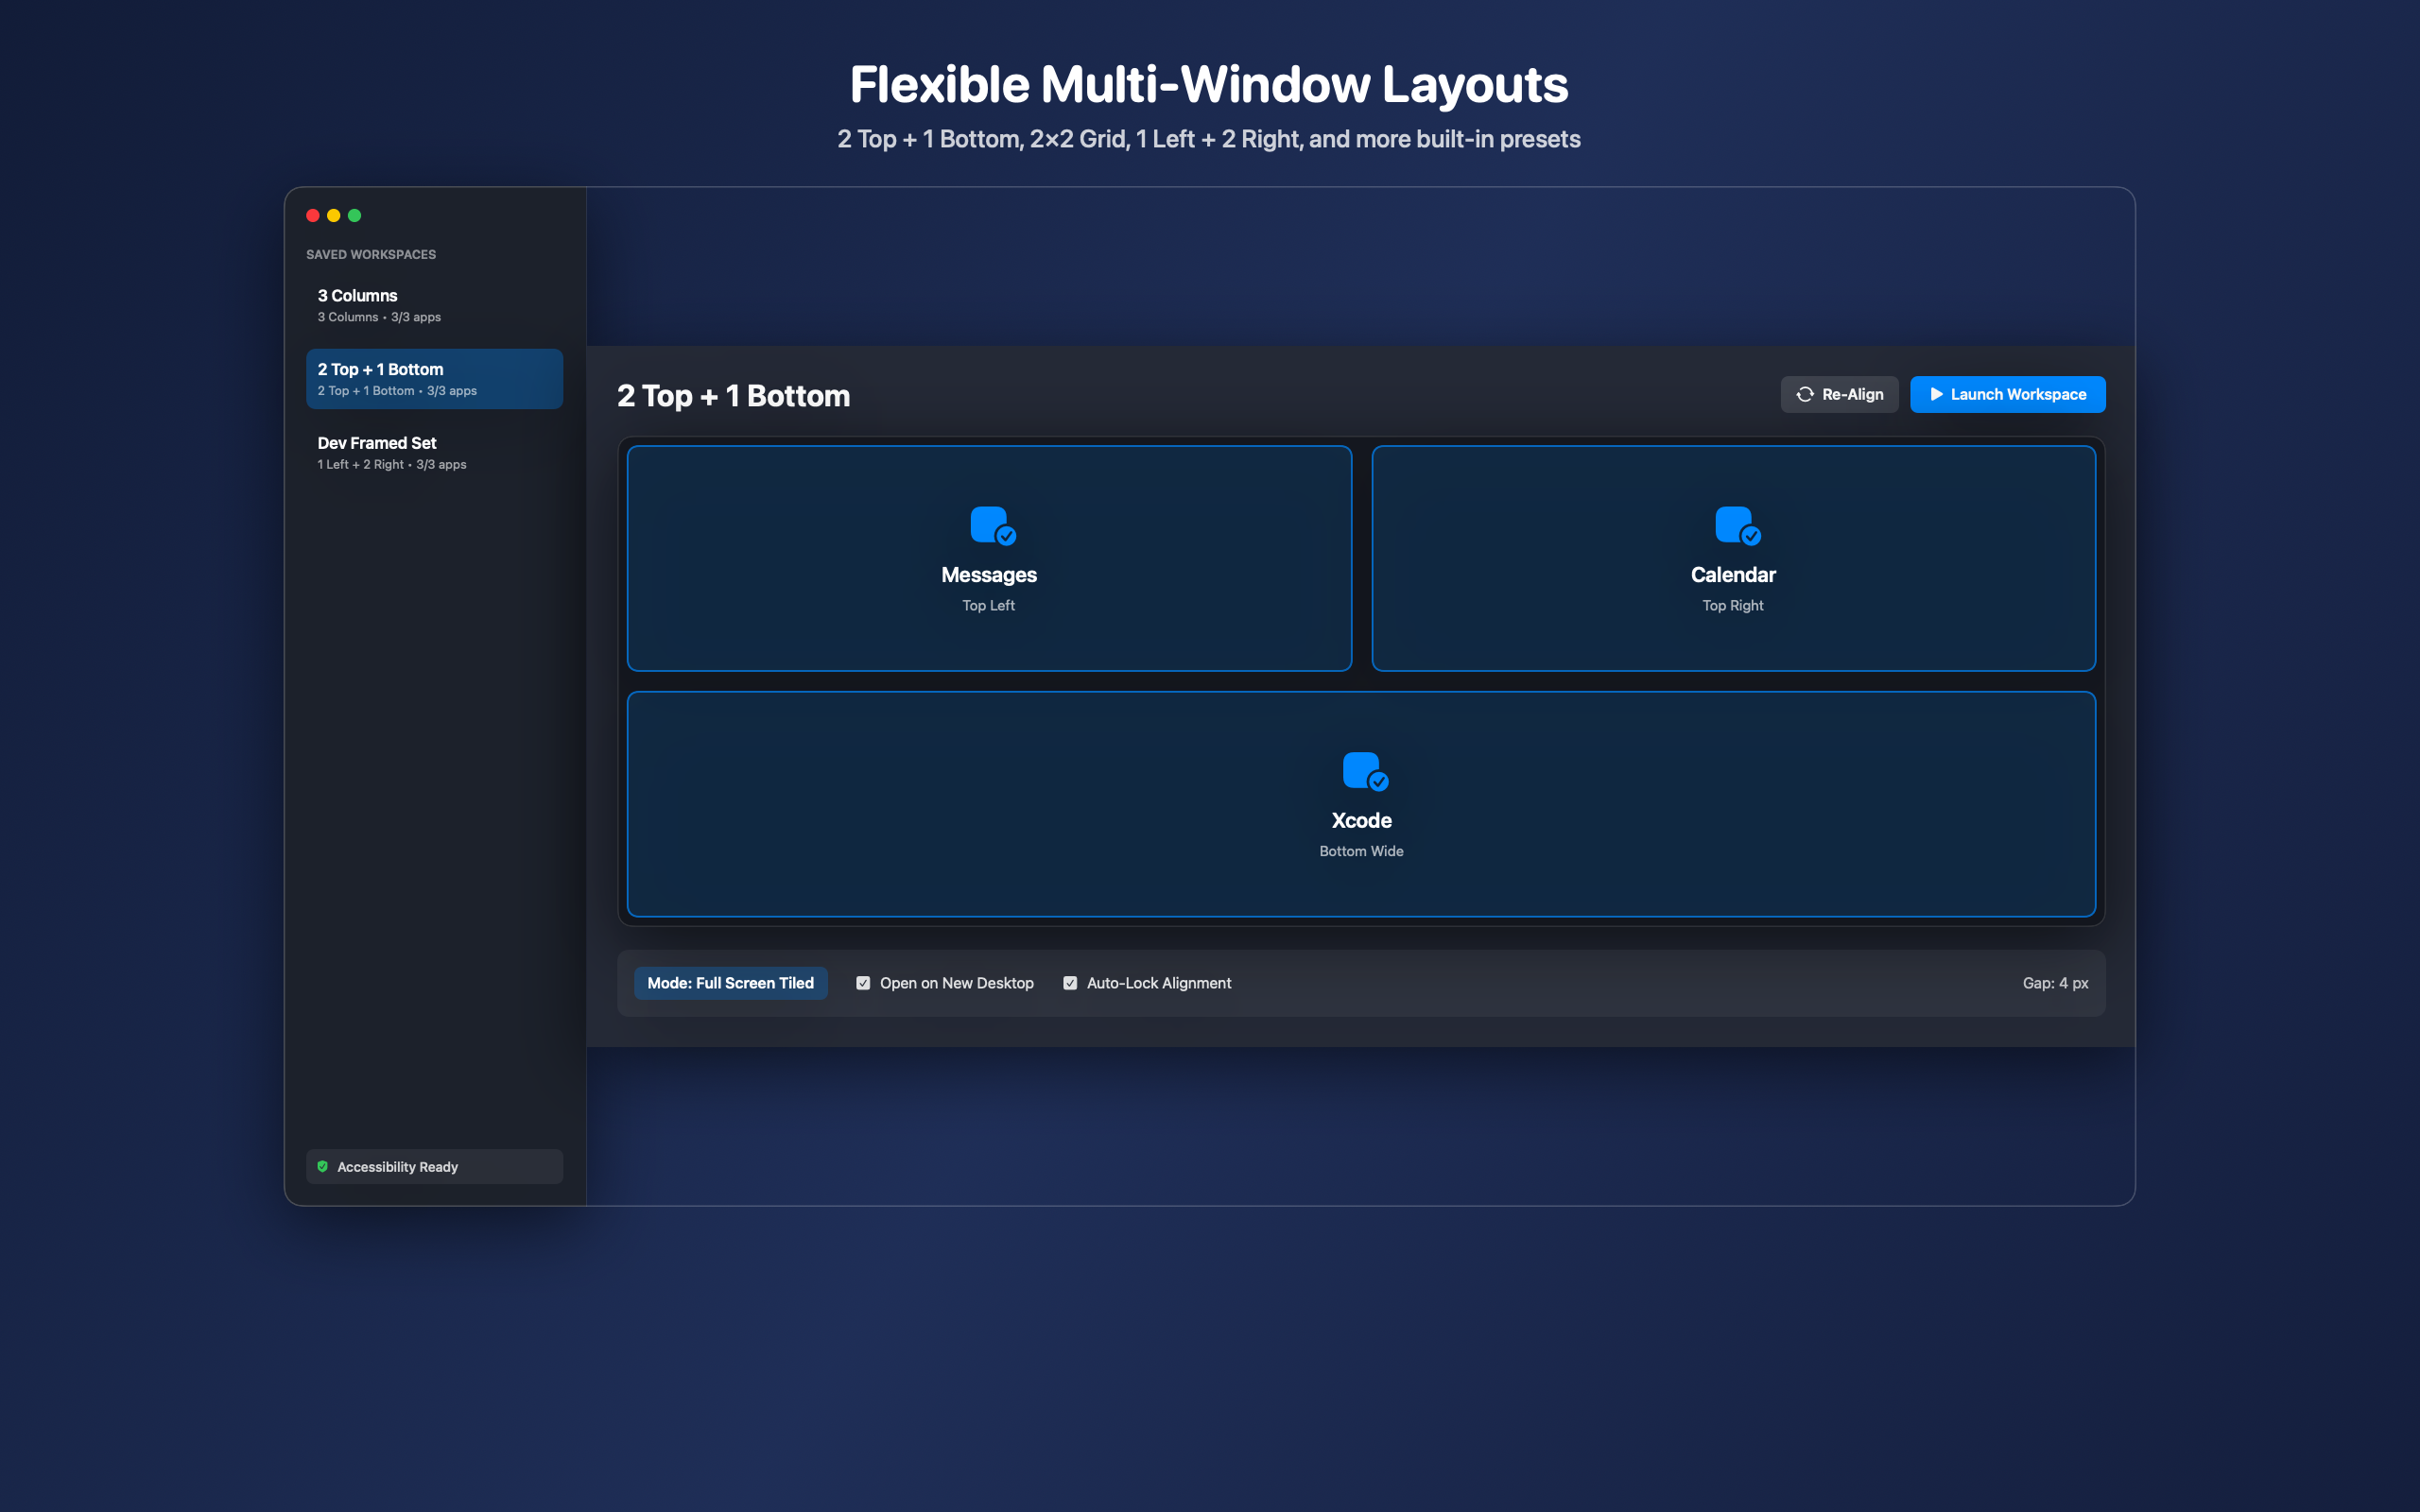 Flexible Multi-Window Layouts
2 Top + 1 Bottom, 2×2 Grid, 1 Left + 2 Right, and more built-in presets
SAVED WORKSPACES
3 Columns
3 Columns • 3/3 apps
2 Top + 1 Bottom
2 Top + 1 Bottom • 3/3 apps
Dev Framed Set
1 Left + 2 Right • 3/3 apps
Accessibility Ready
2 Top + 1 Bottom
Re-Align
Launch Workspace
Messages
Top Left
Calendar
Top Right
Xcode
Bottom Wide
Mode: Full Screen Tiled
Open on New Desktop
Auto-Lock Alignment
Gap: 4 px